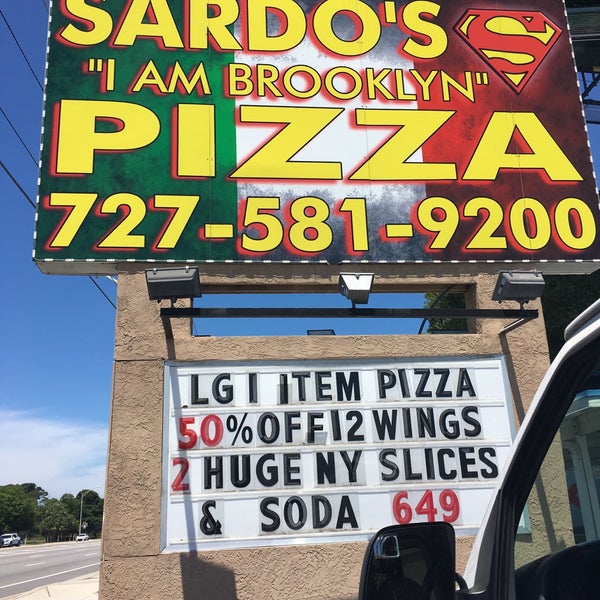 SARDO'S
"I AM BROOKLYN"
PIZZA
727-581-9200
S
LG 1 ITEM PIZZA
50% OFF 12 WINGS
2 HUGE NY SLICES
& SODA 649